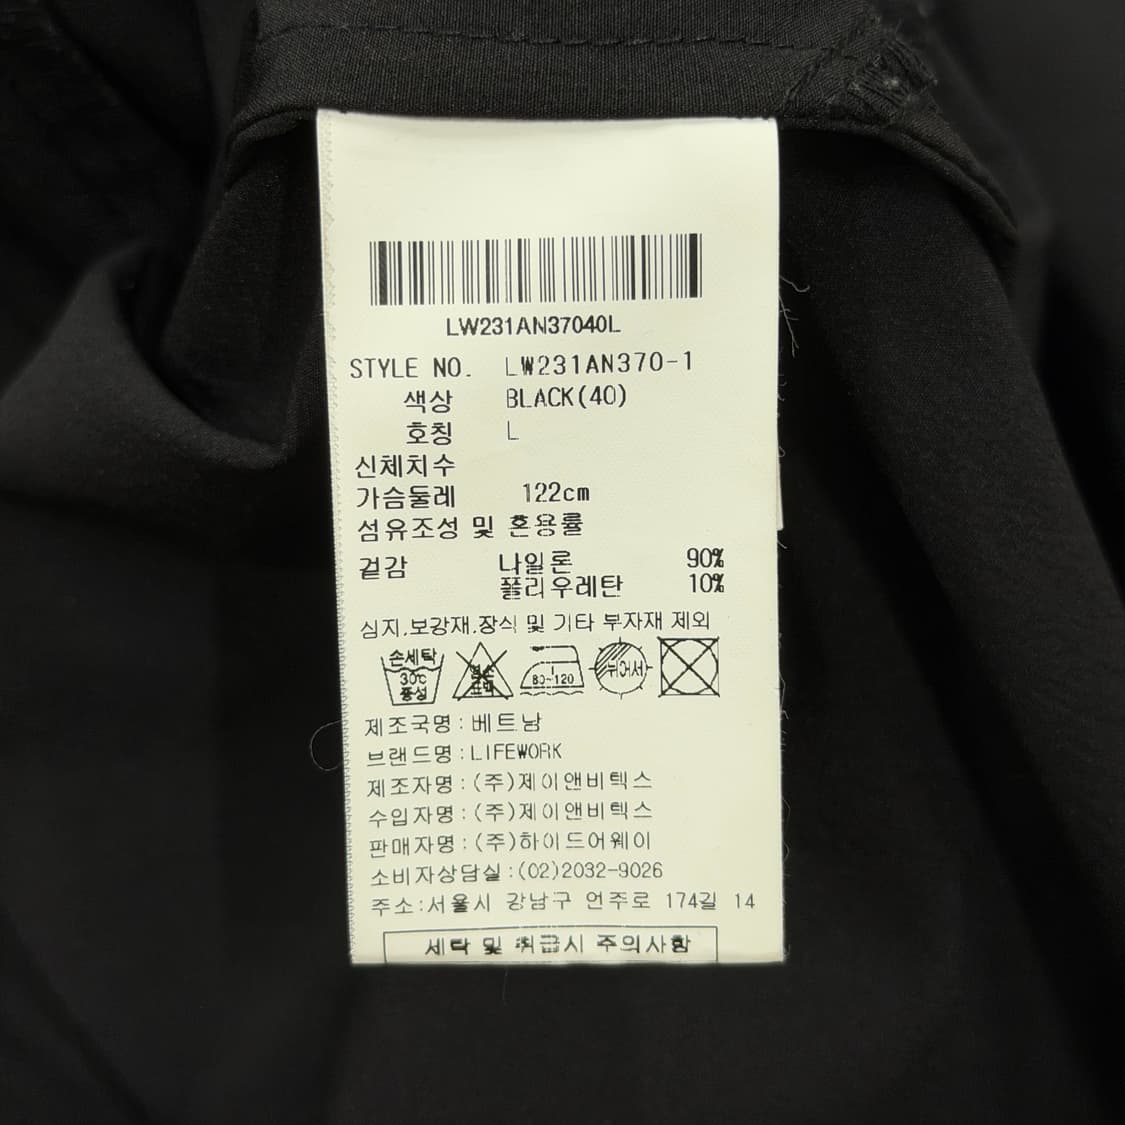 LW231AN37040L
STYLE NO. LW231AN370-1
색상 BLACK(40)
호칭 L
신체치수
가슴둘레 122cm
섬유조성 및 혼용률
겉감 나일론 90%
폴리우레탄 10%
심지,보강재,장식 및 기타 부자재 제외
손세탁 30℃ 중성 표백 80~120 뉘어서
제조국명:베트남
브랜드명:LIFEWORK
제조자명:(주)제이앤비텍스
수입자명:(주)제이앤비텍스
판매자명:(주)하이드어웨이
소비자상담실:(02)2032-9026
주소:서울시 강남구 언주로 174길 14
세탁 및 취급시 주의사항